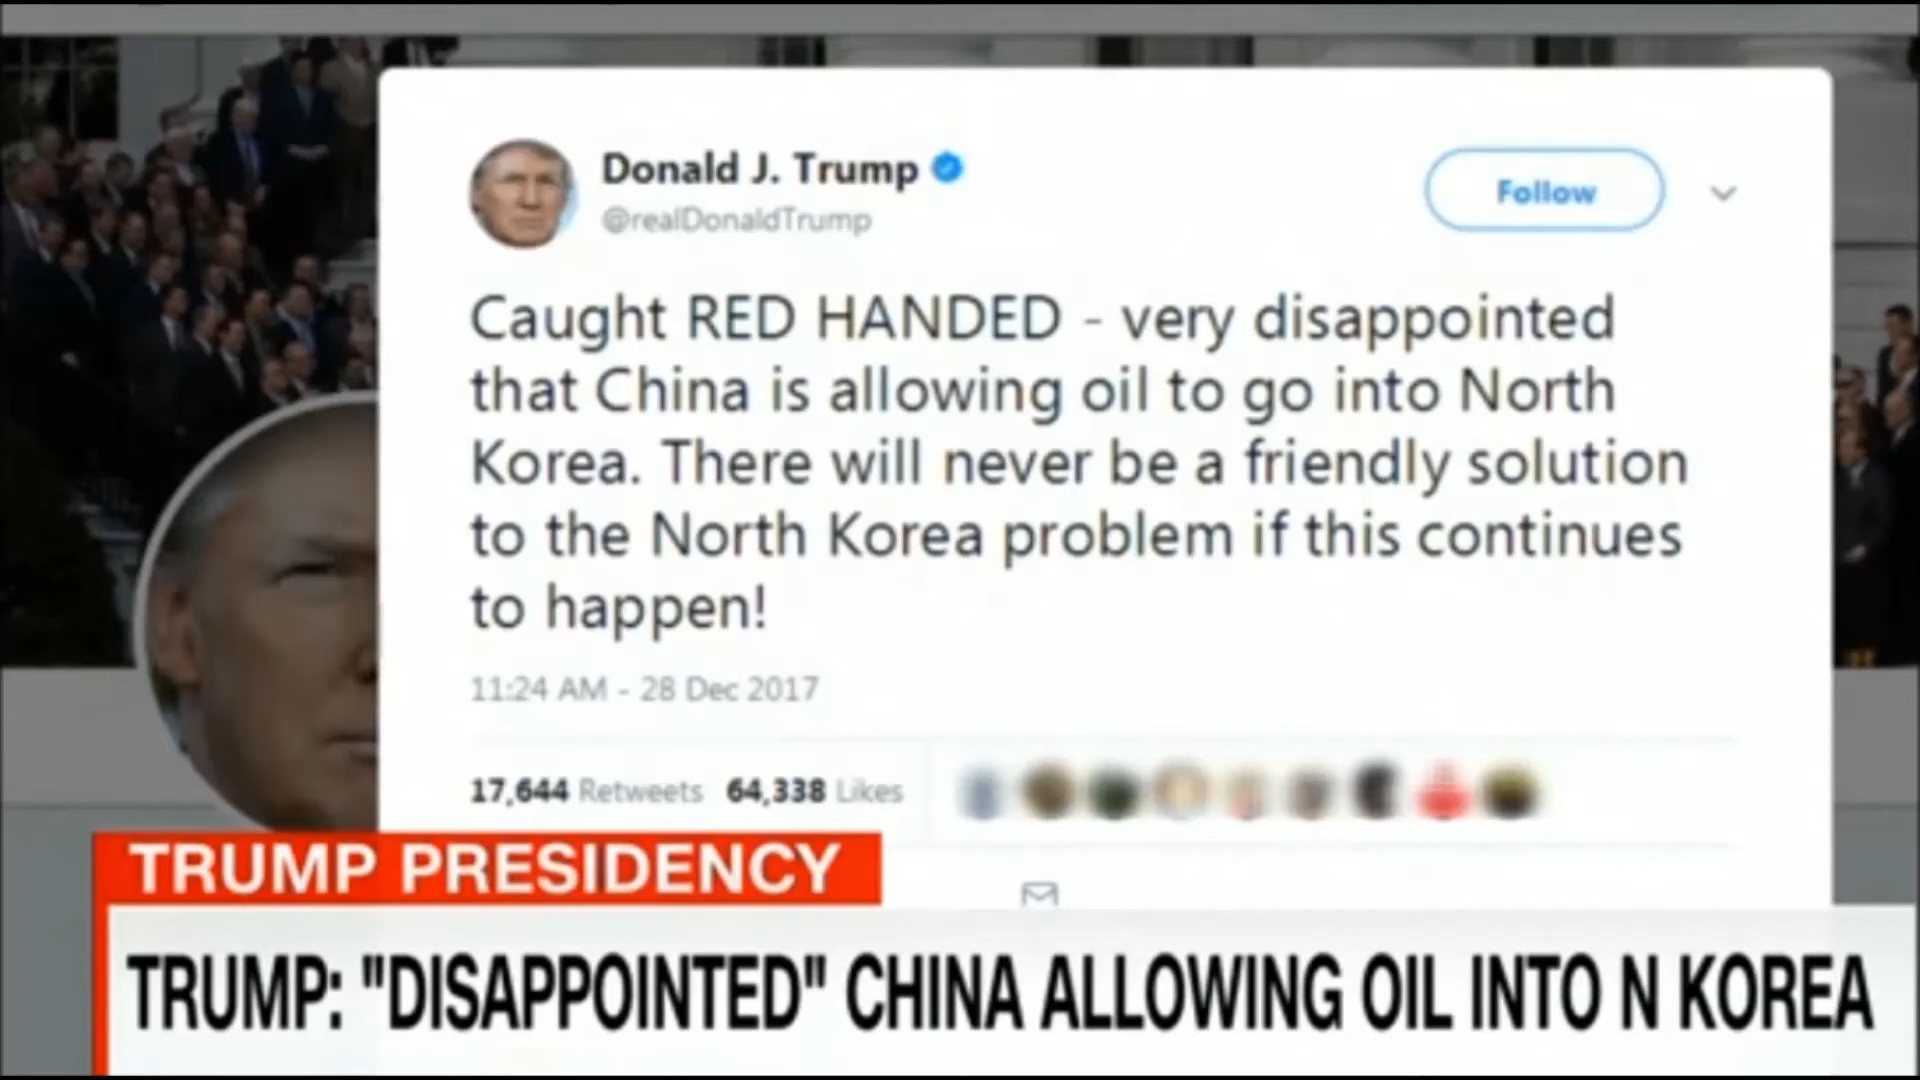 Donald J. Trump
@realDonaldTrump
Follow
Caught RED HANDED - very disappointed
that China is allowing oil to go into North
Korea. There will never be a friendly solution
to the North Korea problem if this continues
to happen!
11:24 AM - 28 Dec 2017
17,644 Retweets 64,338 Likes
TRUMP PRESIDENCY
TRUMP: "DISAPPOINTED" CHINA ALLOWING OIL INTO N KOREA